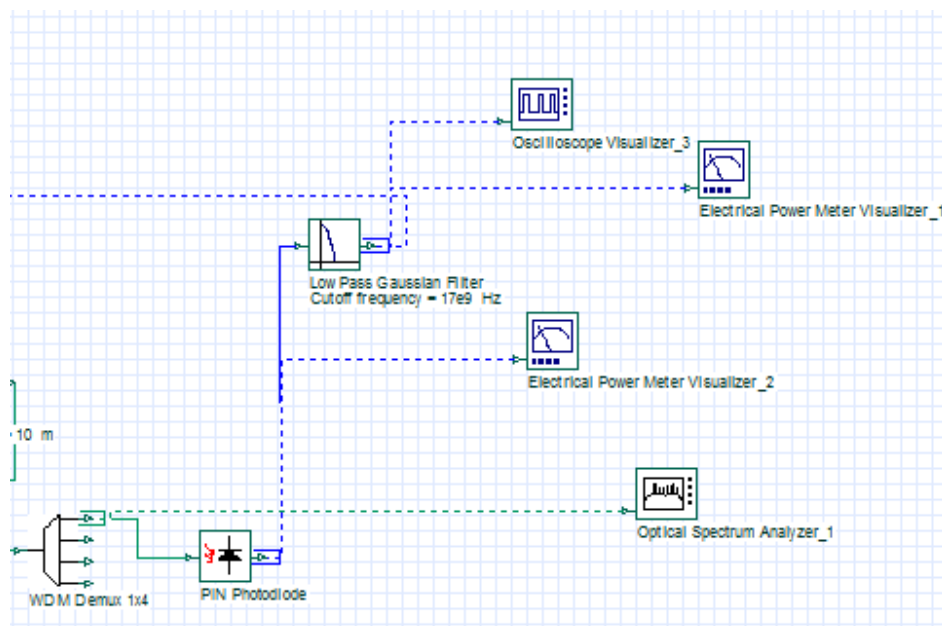 Oscilloscope Visualizer_3
Electrical Power Meter Visualizer_1
Low Pass Gaussian Filter
Cutoff frequency = 17e9 Hz
Electrical Power Meter Visualizer_2
10 m
Optical Spectrum Analyzer_1
PIN Photodiode
WDM Demux 1x4